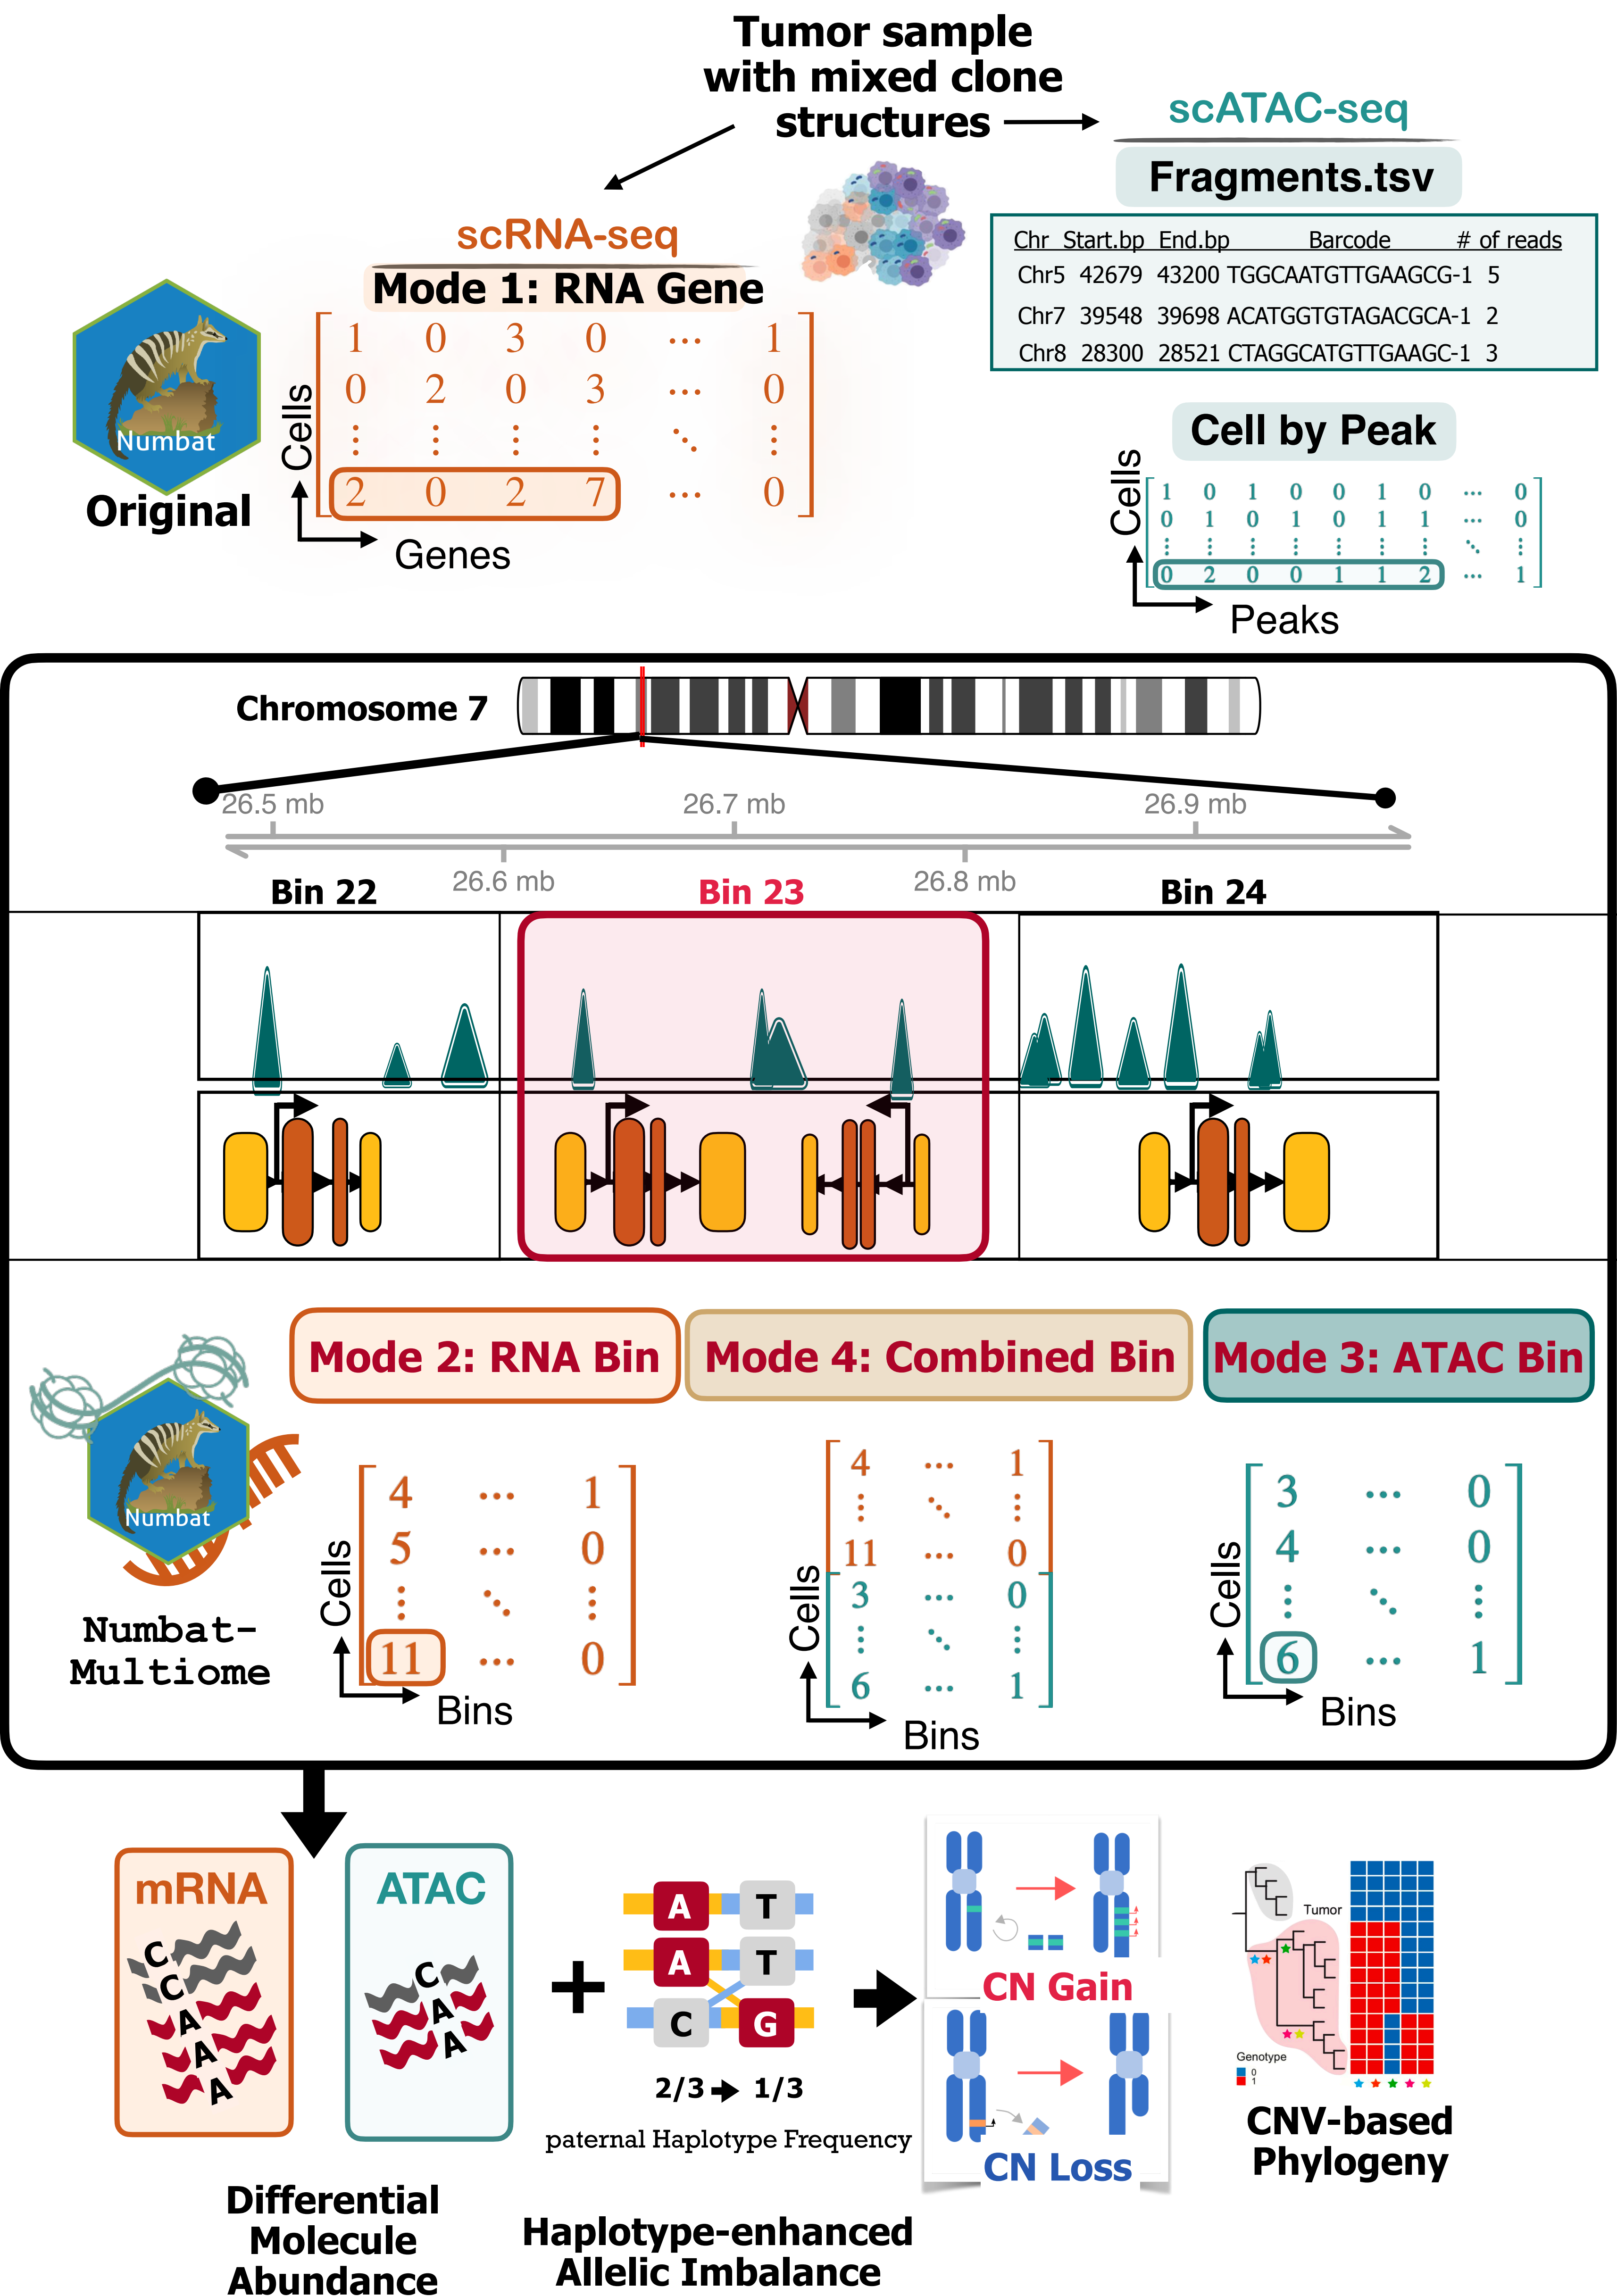 Tumor sample
with mixed clone
structures
scATAC-seq
Fragments.tsv
Chr Start.bp End.bp Barcode # of reads
Chr5 42679 43200 TGGCAATGTTGAAGCG-1 5
Chr7 39548 39698 ACATGGTGTAGACGCA-1 2
Chr8 28300 28521 CTAGGCATGTTGAAGC-1 3
scRNA-seq
Mode 1: RNA Gene
Numbat
Original
Cells
1 0 3 0 ... 1
0 2 0 3 ... 0
2 0 2 7 ... 0
Genes
Cell by Peak
Cells
1 0 1 0 0 1 0 ... 0
0 1 0 1 0 1 1 ... 0
0 2 0 0 1 1 2 ... 1
Peaks
Chromosome 7
26.5 mb 26.7 mb 26.9 mb
26.6 mb 26.8 mb
Bin 22 Bin 23 Bin 24
Mode 2: RNA Bin
Mode 4: Combined Bin
Mode 3: ATAC Bin
Numbat
Numbat-
Multiome
Cells
4 ... 1
5 ... 0
11 ... 0
Bins
Cells
4 ... 1
11 ... 0
3 ... 0
6 ... 1
Bins
Cells
3 ... 0
4 ... 0
6 ... 1
Bins
mRNA
C
C
A
A
A
ATAC
C
A
A
Differential
Molecule
Abundance
+
A T
A T
C G
2/3 → 1/3
paternal Haplotype Frequency
Haplotype-enhanced
Allelic Imbalance
CN Gain
CN Loss
Tumor
Genotype
0
1
CNV-based
Phylogeny